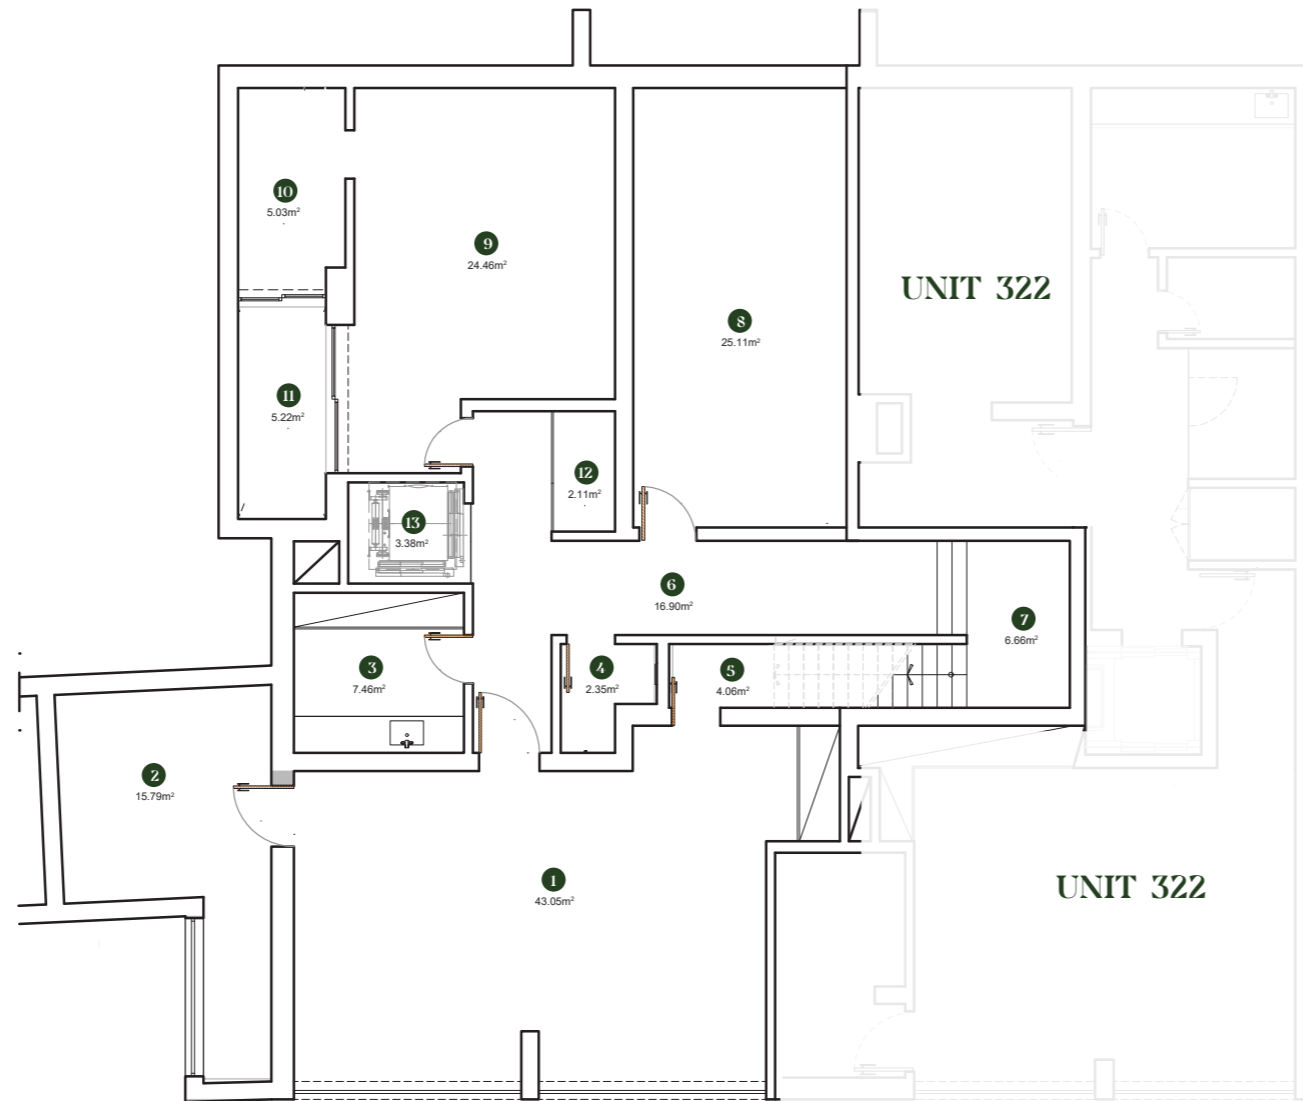 10
5.03m²
9
24.46m²
UNIT 322
8
25.11m²
11
5.22m²
12
2.11m²
13
3.38m²
6
16.90m²
7
6.66m²
3
7.46m²
4
2.35m²
5
4.06m²
2
15.79m²
1
43.05m²
UNIT 322